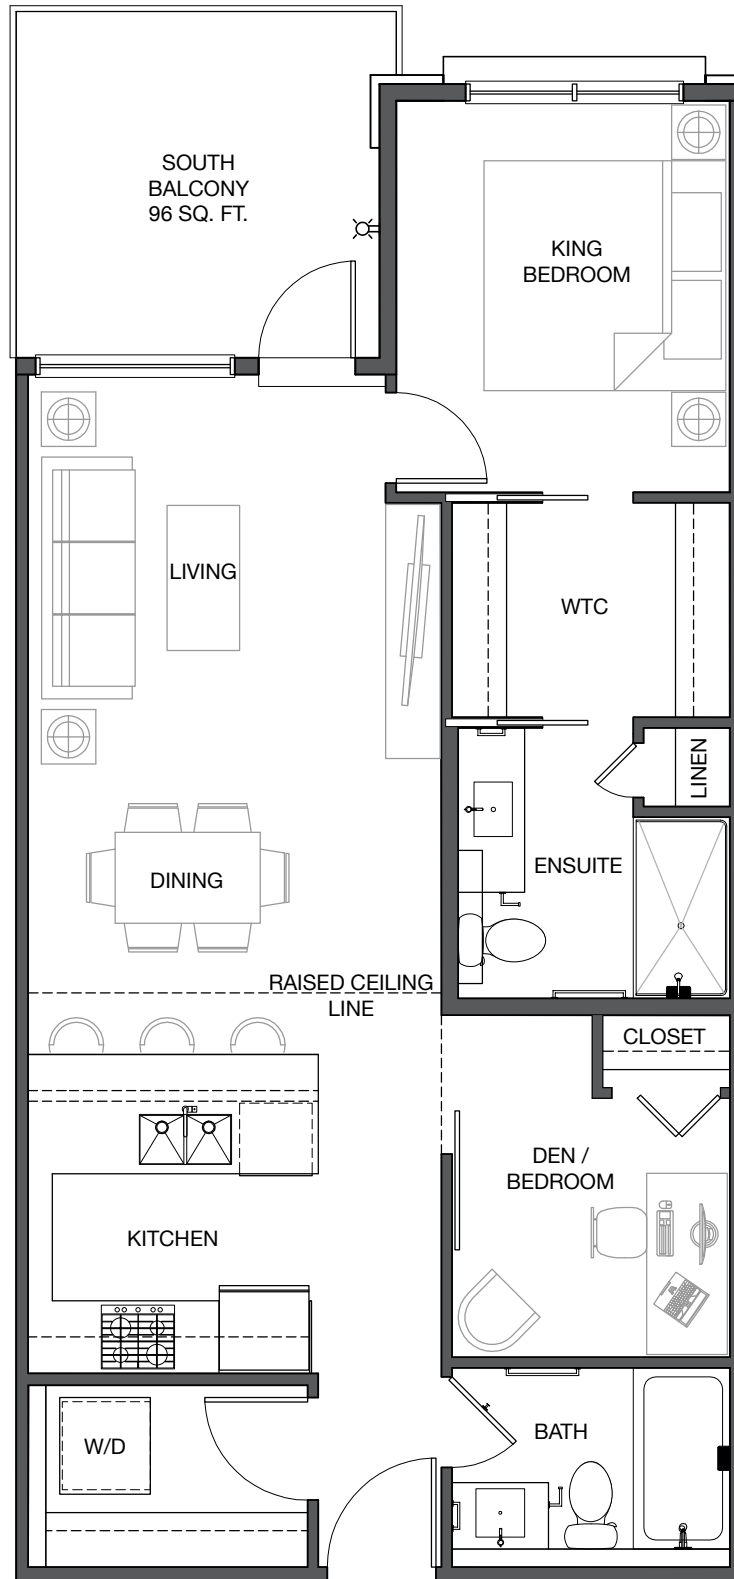 SOUTH
BALCONY
96 SQ. FT.
KING
BEDROOM
LIVING
WTC
LINEN
DINING
ENSUITE
RAISED CEILING
LINE
CLOSET
DEN /
BEDROOM
KITCHEN
W/D
BATH